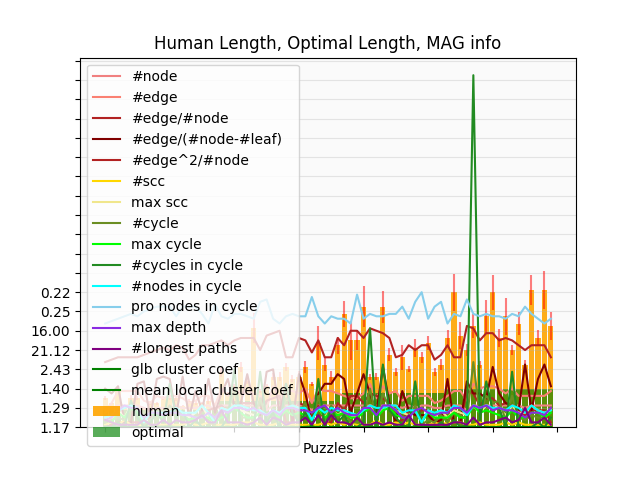 Human Length, Optimal Length, MAG info
#node
#edge
#edge/#node
#edge/(#node-#leaf)
#edge^2/#node
#scc
max scc
#cycle
max cycle
#cycles in cycle
#nodes in cycle
pro nodes in cycle
max depth
#longest paths
glb cluster coef
mean local cluster coef
human
optimal
0.22
0.25
16.00
21.12
2.43
1.40
1.29
1.17
Puzzles